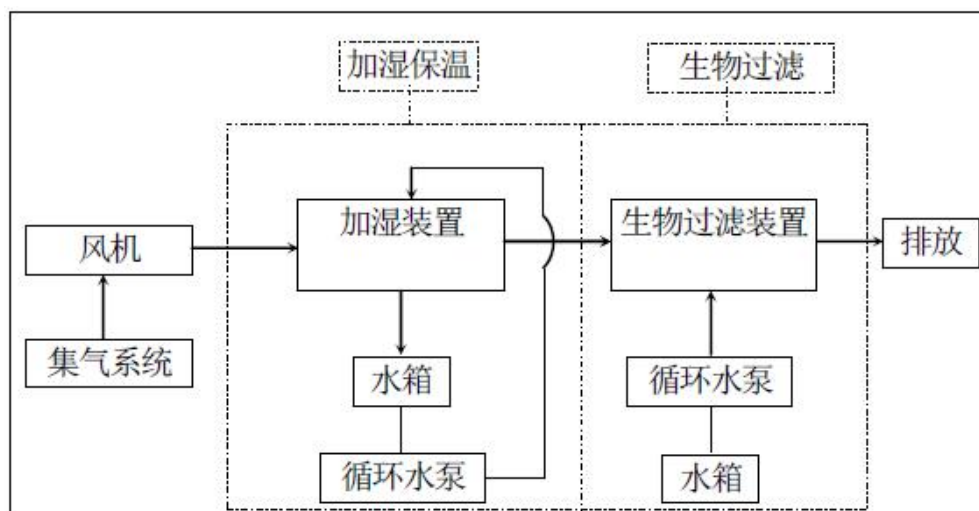 加湿保温
生物过滤
加湿装置
生物过滤装置
风机
排放
集气系统
水箱
循环水泵
循环水泵
水箱